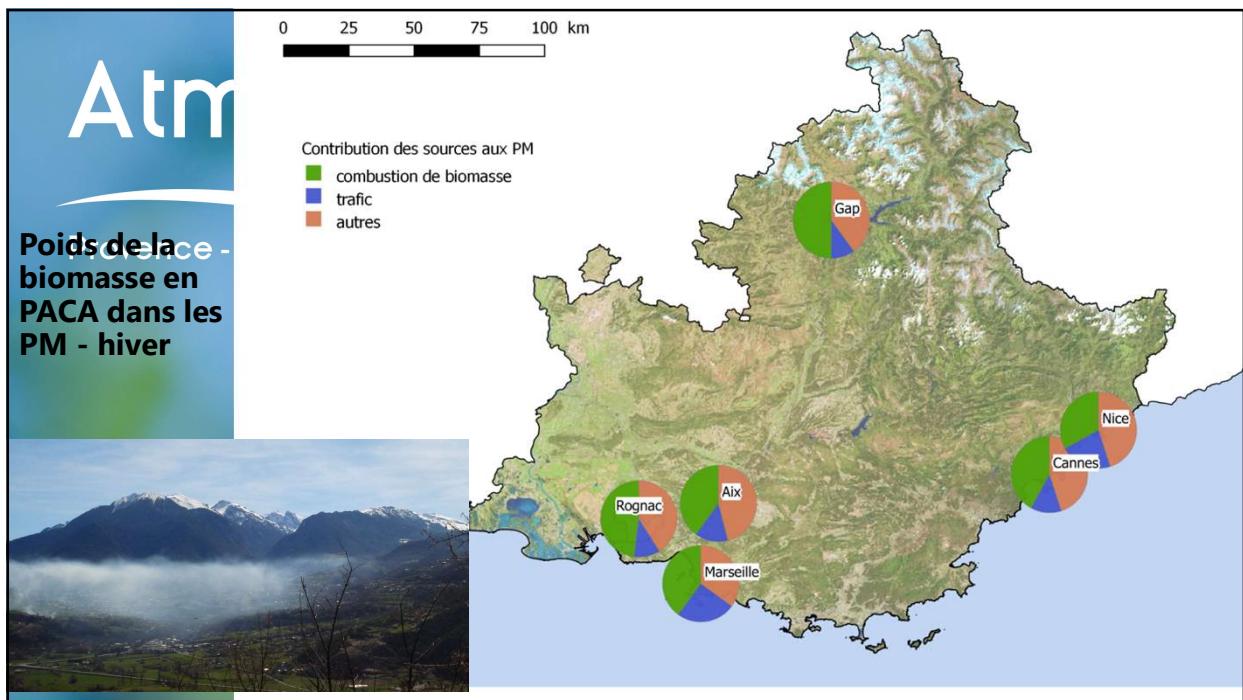 Atm
Provence -
Poids de la
biomasse en
PACA dans les
PM - hiver
0 25 50 75 100 km
Contribution des sources aux PM
combustion de biomasse
trafic
autres
Gap
Nice
Cannes
Aix
Rognac
Marseille